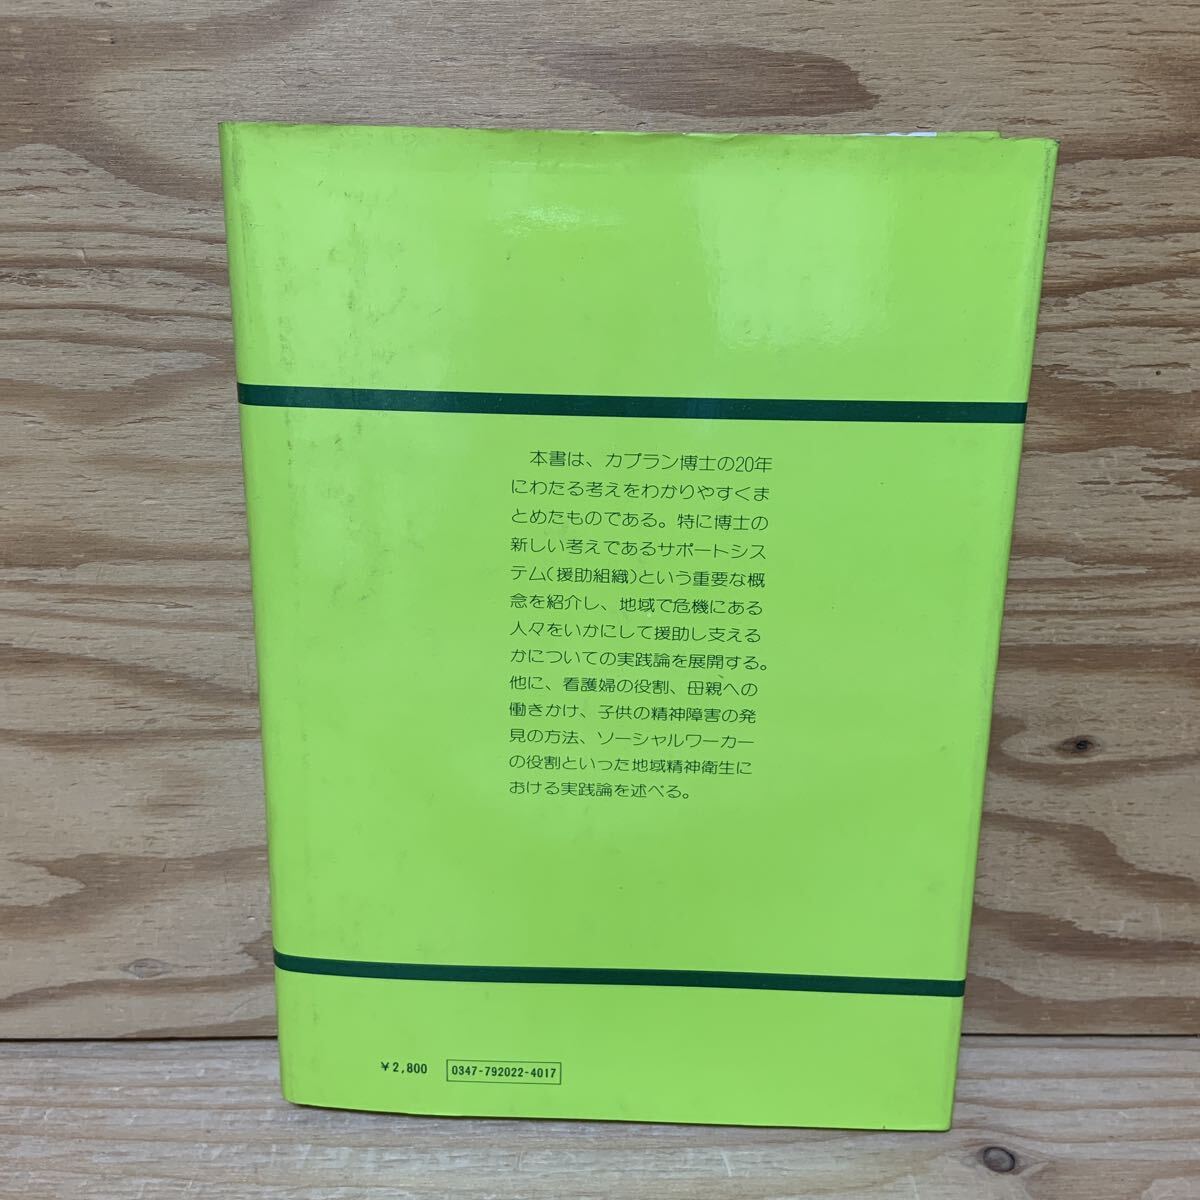 本書は、カプラン博士の20年
にわたる考えをわかりやすくま
とめたものである。特に博士の
新しい考えであるサポートシス
テム(援助組織)という重要な概
念を紹介し、地域で危機にある
人々をいかにして援助し支える
かについての実践論を展開する。
他に、看護婦の役割、母親への
働きかけ、子供の精神障害の発
見の方法、ソーシャルワーカー
の役割といった地域精神衛生に
おける実践論を述べる。
¥2,800 0347-792022-4017